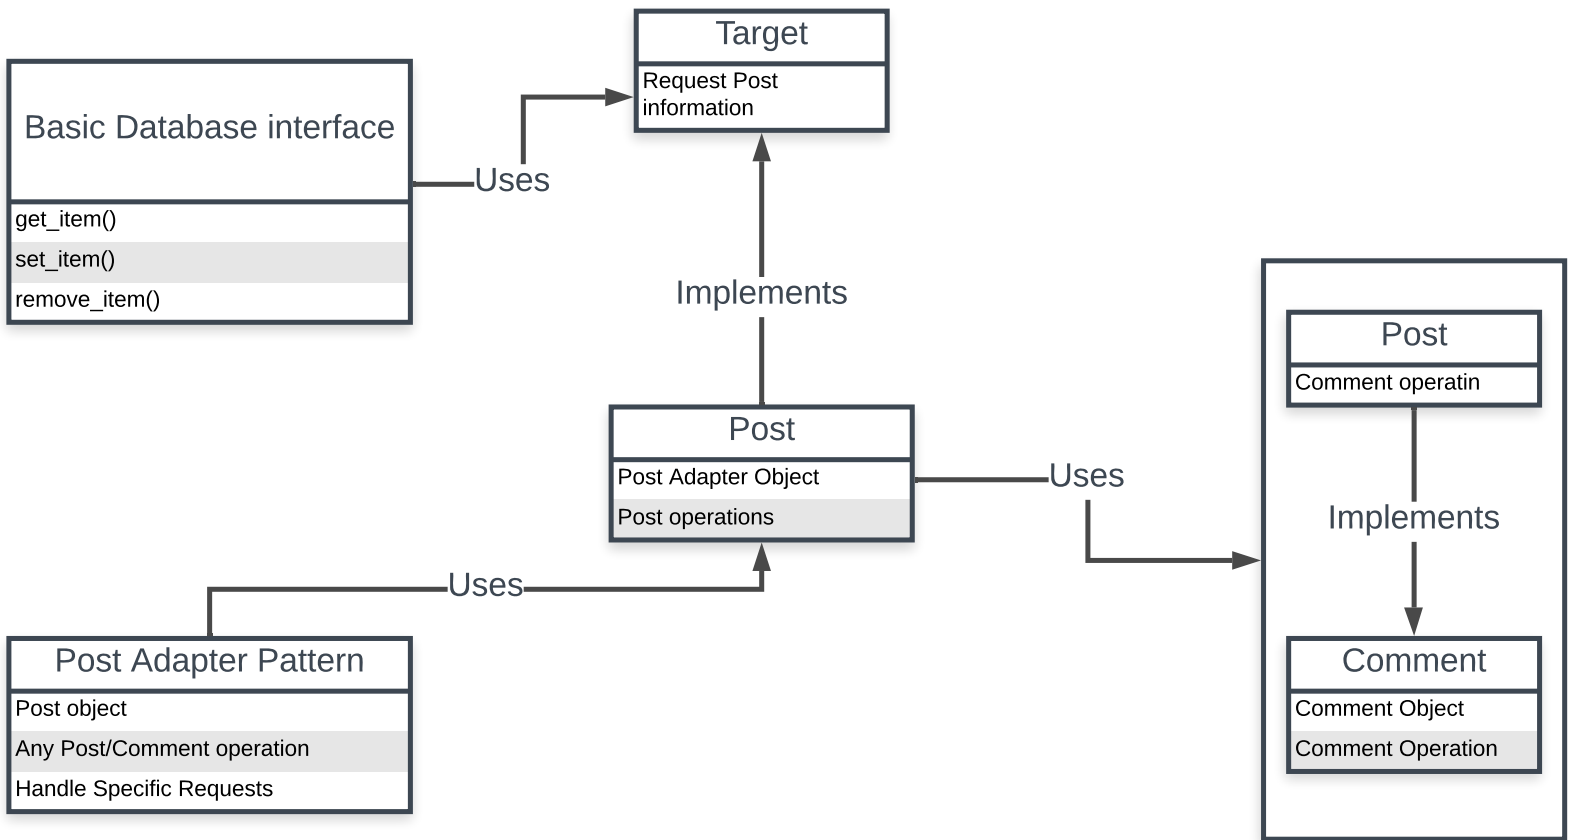 Target
Request Post
information
Basic Database interface
get_item()
set_item()
remove_item()
Uses
Implements
Post
Post Adapter Object
Post operations
Uses
Post
Comment operatin
Implements
Comment
Comment Object
Comment Operation
Uses
Post Adapter Pattern
Post object
Any Post/Comment operation
Handle Specific Requests